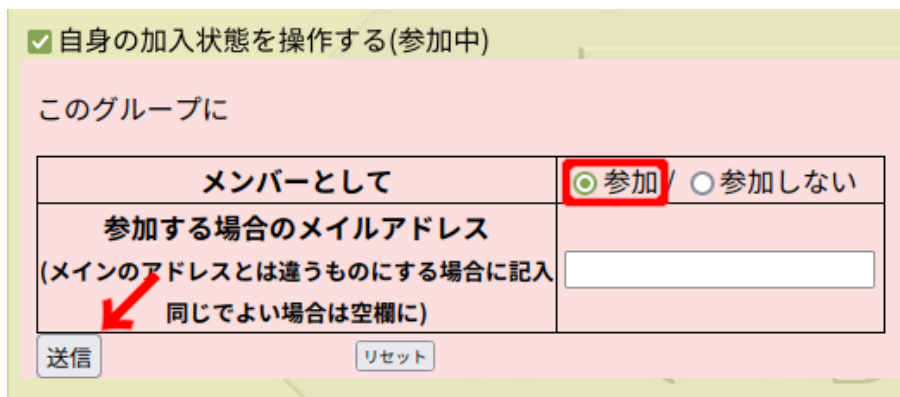 自身の加入状態を操作する(参加中)
このグループに
メンバーとして 参加 / 参加しない
参加する場合のメイルアドレス
(メインのアドレスとは違うものにする場合に記入
同じでよい場合は空欄に)
送信 リセット